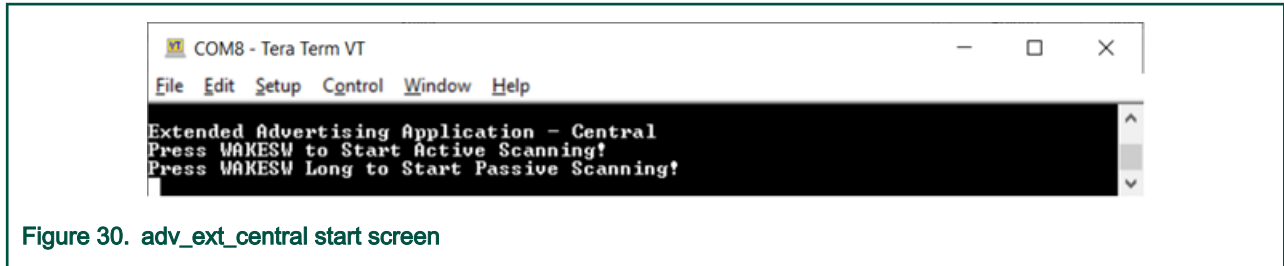 COM8 - Tera Term VT
File Edit Setup Control Window Help
Extended Advertising Application - Central
Press WAKESW to Start Active Scanning!
Press WAKESW Long to Start Passive Scanning!
Figure 30. adv_ext_central start screen